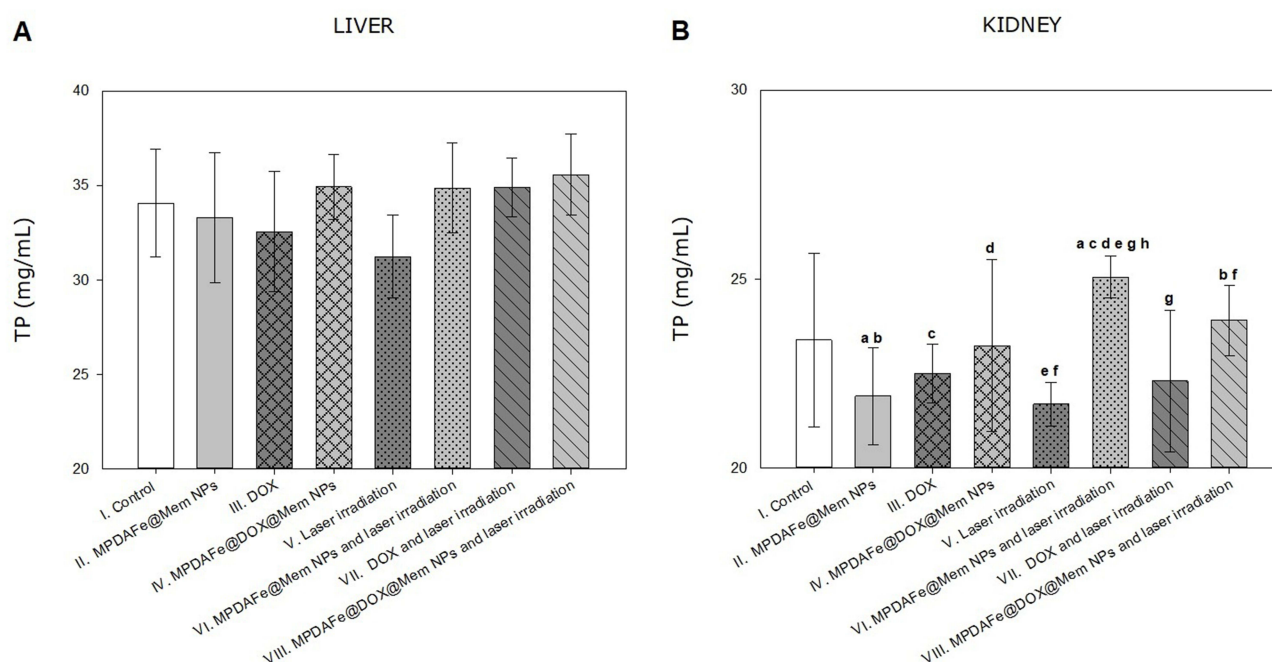 A
LIVER
TP (mg/mL)
40
35
30
25
20
I. Control
II. MPDAFe@Mem NPs
III. DOX
IV. MPDAFe@DOX@Mem NPs
V. Laser irradiation
VI. MPDAFe@Mem NPs and laser irradiation
VII. DOX and laser irradiation
VIII. MPDAFe@DOX@Mem NPs and laser irradiation
B
KIDNEY
TP (mg/mL)
30
25
20
a b
c
d
e f
a c d e g h
g
b f
I. Control
II. MPDAFe@Mem NPs
III. DOX
IV. MPDAFe@DOX@Mem NPs
V. Laser irradiation
VI. MPDAFe@Mem NPs and laser irradiation
VII. DOX and laser irradiation
VIII. MPDAFe@DOX@Mem NPs and laser irradiation